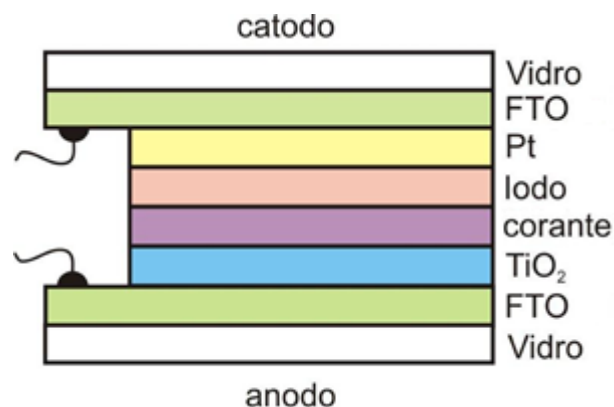 catodo
Vidro
FTO
Pt
Iodo
corante
TiO₂
FTO
Vidro
anodo